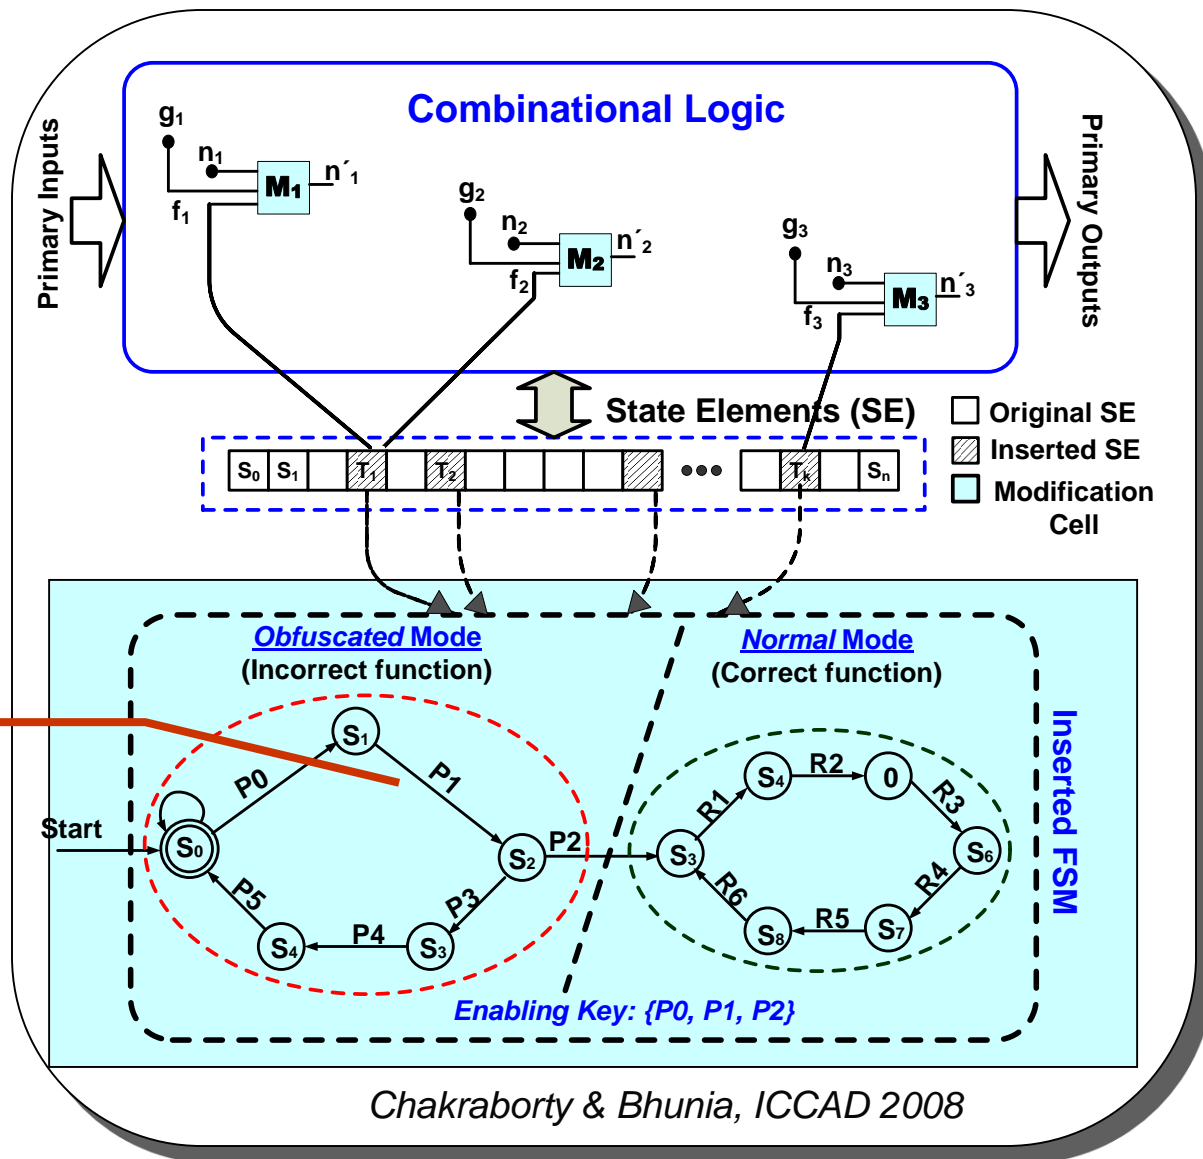 Combinational Logic
Primary Inputs
Primary Outputs
g1
n1
M1
n´1
f1
g2
n2
M2
n´2
f2
g3
n3
M3
n´3
f3
State Elements (SE)
Original SE
Inserted SE
Modification
Cell
S0 S1 T1 T2 ●●● Tk Sn
Obfuscated Mode
(Incorrect function)
Normal Mode
(Correct function)
Inserted FSM
Start
S0
P0
S1
P1
S2
P2
P3
S3
P4
S4
P5
S3
R1
S4
R2
0
R3
S6
R4
S7
R5
S8
R6
Enabling Key: {P0, P1, P2}
Chakraborty & Bhunia, ICCAD 2008